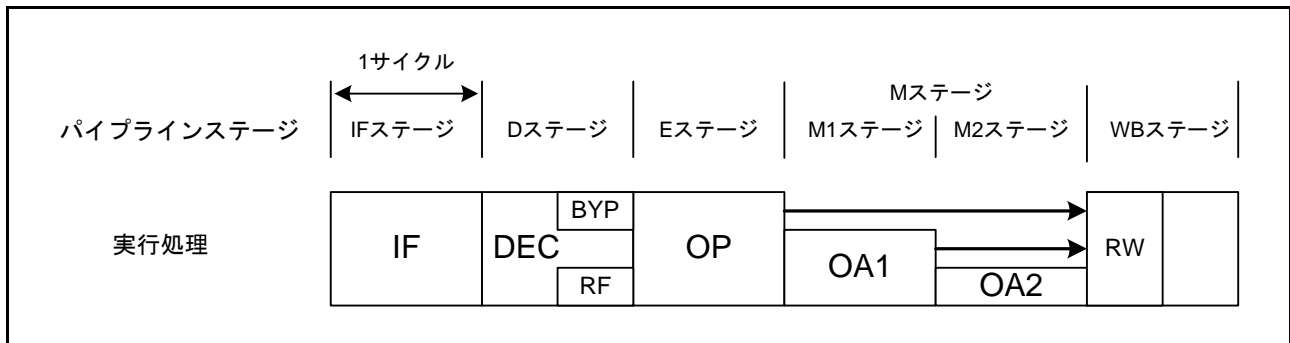 1サイクル
Mステージ
パイプラインステージ IFステージ Dステージ Eステージ M1ステージ M2ステージ WBステージ
実行処理 IF DEC BYP RF OP OA1 OA2 RW